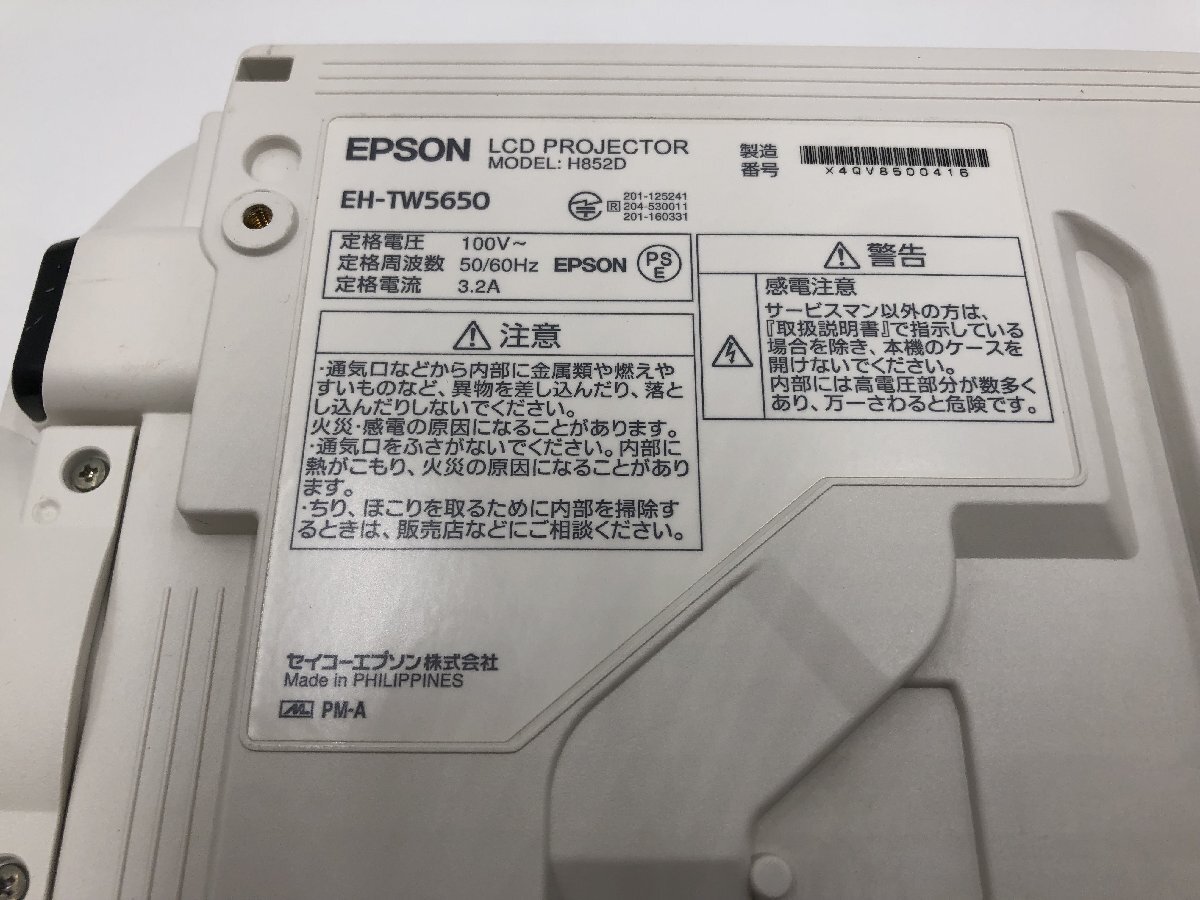 EPSON LCD PROJECTOR
MODEL: H852D
EH-TW5650
201-125241
R 204-530011
201-160331
製造
番号
X4QV8500416
定格電圧 100V~
定格周波数 50/60Hz
定格電流 3.2A
EPSON
PS
E
注意
・通気口などから内部に金属類や燃えや
すいものなど、異物を差し込んだり、落と
し込んだりしないでください。
火災・感電の原因になることがあります。
・通気口をふさがないでください。内部に
熱がこもり、火災の原因になることがあり
ます。
・ちり、ほこりを取るために内部を掃除す
るときは、販売店などにご相談ください。
警告
感電注意
サービスマン以外の方は、
『取扱説明書』で指示している
場合を除き、本機のケースを
開けないでください。
内部には高電圧部分が数多く
あり、万一さわると危険です。
セイコーエプソン株式会社
Made in PHILIPPINES
PM-A